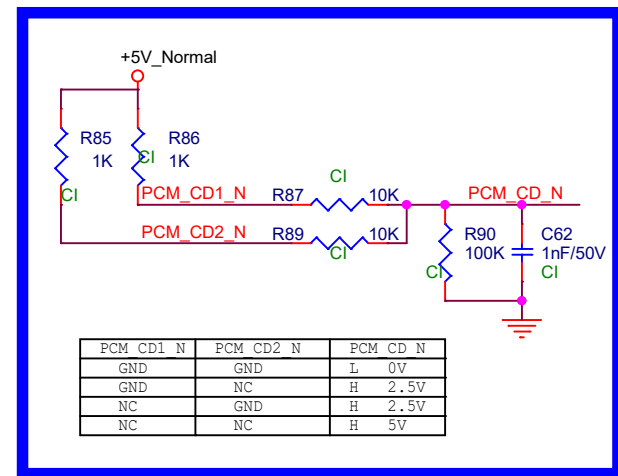 +5V_Normal
R85
1K
CI
R86
1K
CI
PCM_CD1_N
R87
CI
10K
PCM_CD_N
PCM_CD2_N
R89
CI
10K
R90
100K
CI
C62
1nF/50V
CI
PCM_CD1_N PCM_CD2_N PCM_CD_N
GND GND L 0V
GND NC H 2.5V
NC GND H 2.5V
NC NC H 5V